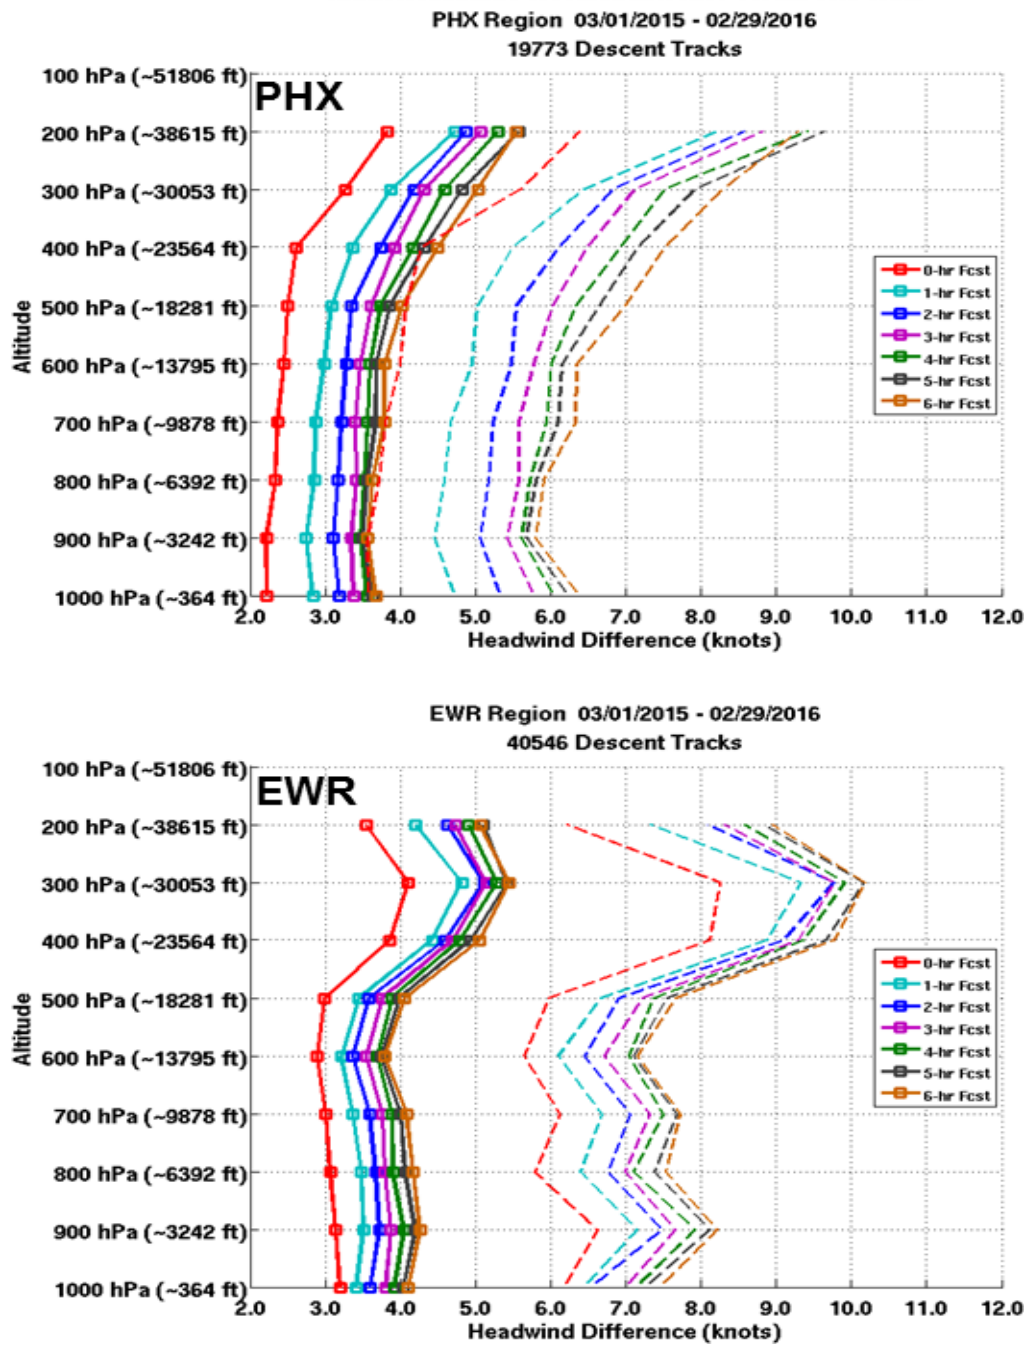 PHX Region 03/01/2015 - 02/29/2016
19773 Descent Tracks
PHX
100 hPa (~51806 ft)
200 hPa (~38615 ft)
300 hPa (~30053 ft)
400 hPa (~23564 ft)
500 hPa (~18281 ft)
600 hPa (~13795 ft)
700 hPa (~9878 ft)
800 hPa (~6392 ft)
900 hPa (~3242 ft)
1000 hPa (~364 ft)
Altitude
0-hr Fcst
1-hr Fcst
2-hr Fcst
3-hr Fcst
4-hr Fcst
5-hr Fcst
6-hr Fcst
2.0 3.0 4.0 5.0 6.0 7.0 8.0 9.0 10.0 11.0 12.0
Headwind Difference (knots)
EWR Region 03/01/2015 - 02/29/2016
40546 Descent Tracks
EWR
100 hPa (~51806 ft)
200 hPa (~38615 ft)
300 hPa (~30053 ft)
400 hPa (~23564 ft)
500 hPa (~18281 ft)
600 hPa (~13795 ft)
700 hPa (~9878 ft)
800 hPa (~6392 ft)
900 hPa (~3242 ft)
1000 hPa (~364 ft)
Altitude
0-hr Fcst
1-hr Fcst
2-hr Fcst
3-hr Fcst
4-hr Fcst
5-hr Fcst
6-hr Fcst
2.0 3.0 4.0 5.0 6.0 7.0 8.0 9.0 10.0 11.0 12.0
Headwind Difference (knots)